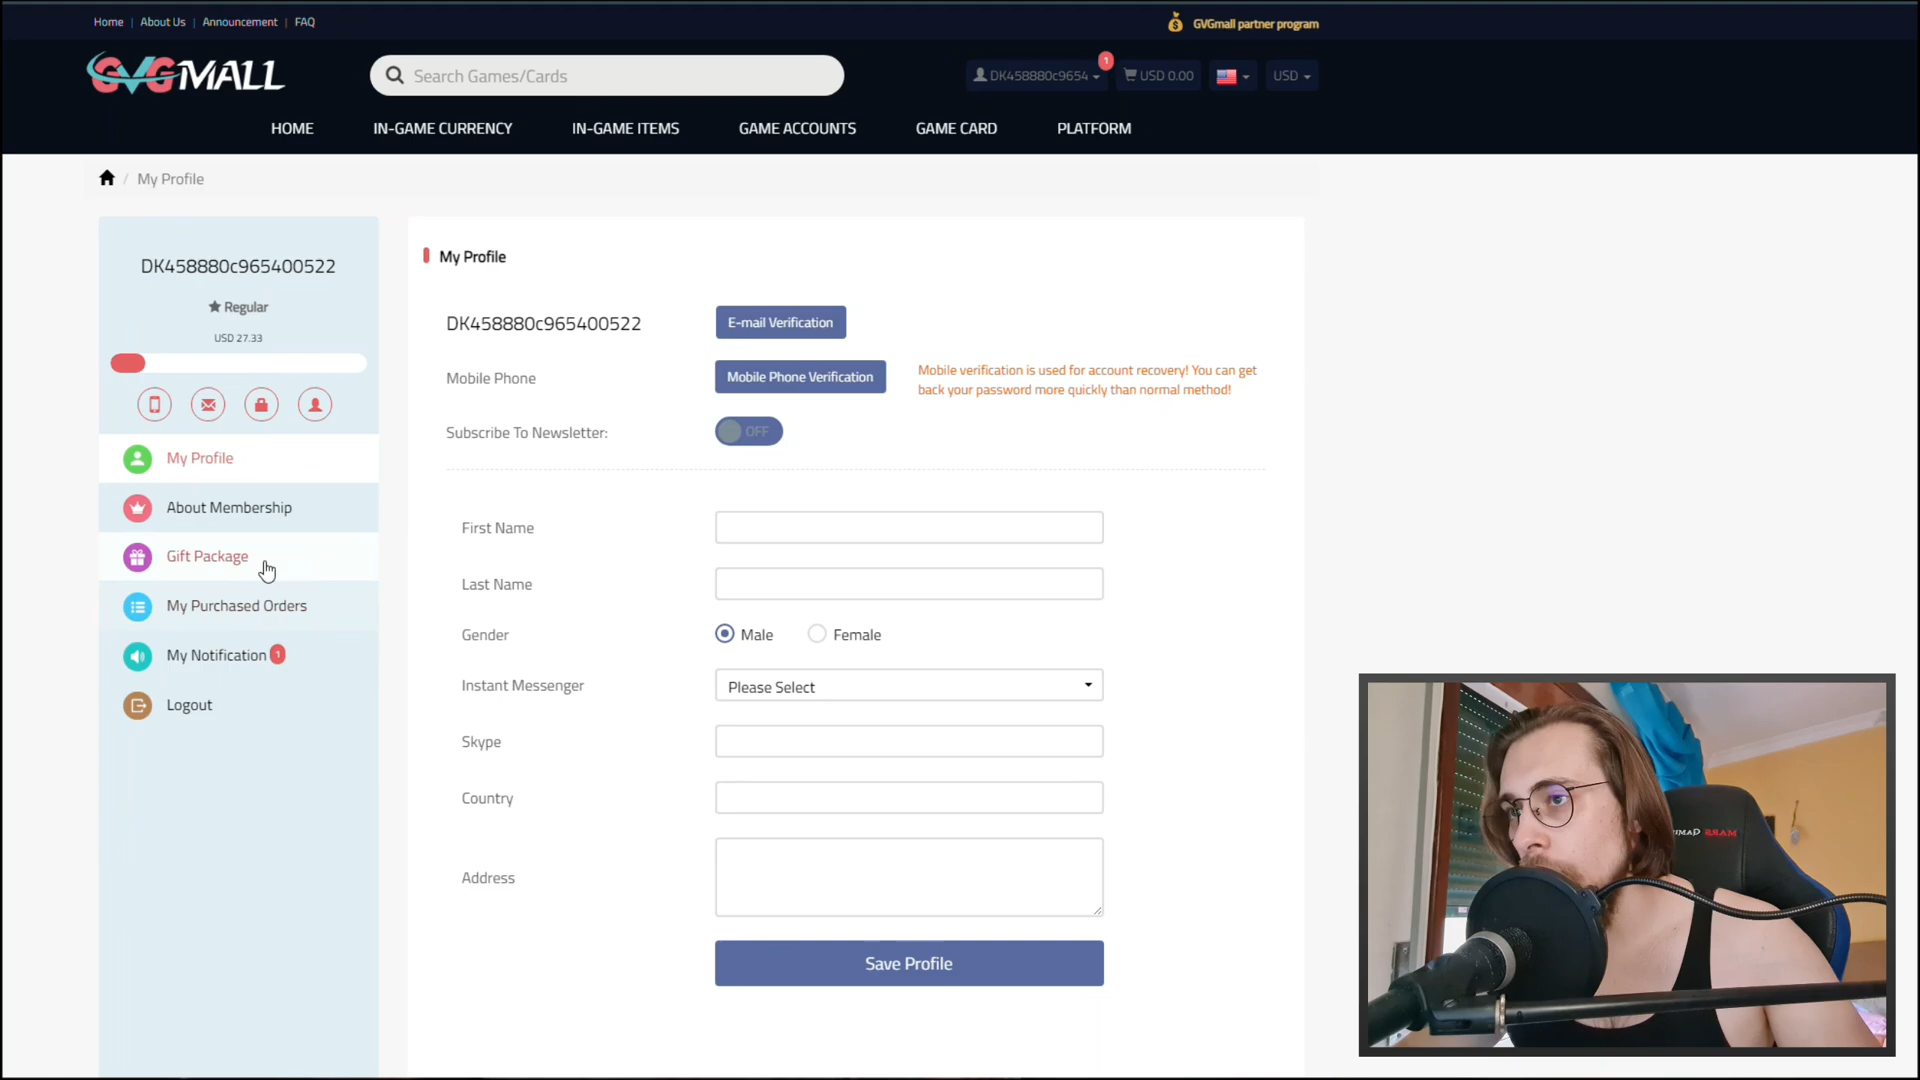 Home | About Us | Announcement | FAQ
GVGmall partner program
GVGMALL
Search Games/Cards
DK458880c9654
1
USD 0.00
USD
HOME
IN-GAME CURRENCY
IN-GAME ITEMS
GAME ACCOUNTS
GAME CARD
PLATFORM
/ My Profile
DK458880c965400522
Regular
USD 27.33
My Profile
About Membership
Gift Package
My Purchased Orders
My Notification 1
Logout
My Profile
DK458880c965400522
E-mail Verification
Mobile Phone
Mobile Phone Verification
Mobile verification is used for account recovery! You can get
back your password more quickly than normal method!
Subscribe To Newsletter:
OFF
First Name
Last Name
Gender
Male
Female
Instant Messenger
Please Select
Skype
Country
Address
Save Profile